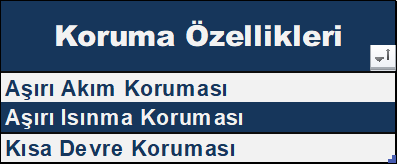 Koruma Özellikleri
Aşırı Akım Koruması
Aşırı Isınma Koruması
Kısa Devre Koruması